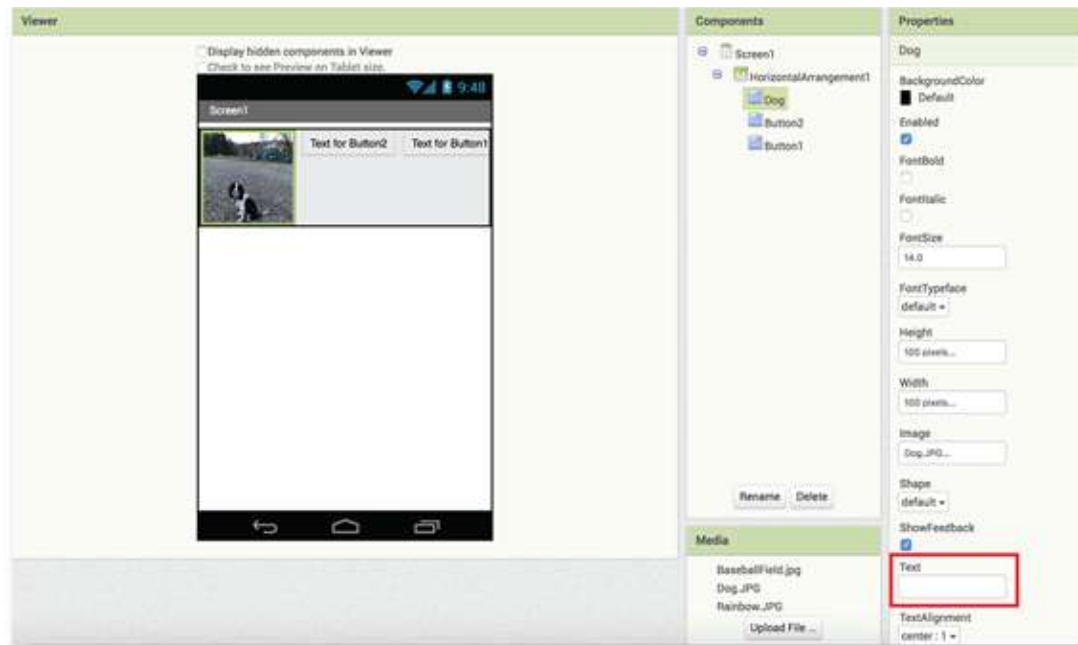 Viewer
Display hidden components in Viewer
Check to see Preview on Tablet size.
9:48
Screen1
Text for Button2
Text for Button1
Components
Screen1
HorizontalArrangement1
Dog
Button2
Button1
Rename
Delete
Media
BaseballField.jpg
Dog.JPG
Rainbow.JPG
Upload File ...
Properties
Dog
BackgroundColor
Default
Enabled
FontBold
FontItalic
FontSize
14.0
FontTypeface
default
Height
100 pixels...
Width
100 pixels...
Image
Dog.JPG...
Shape
default
ShowFeedback
Text
TextAlignment
center : 1